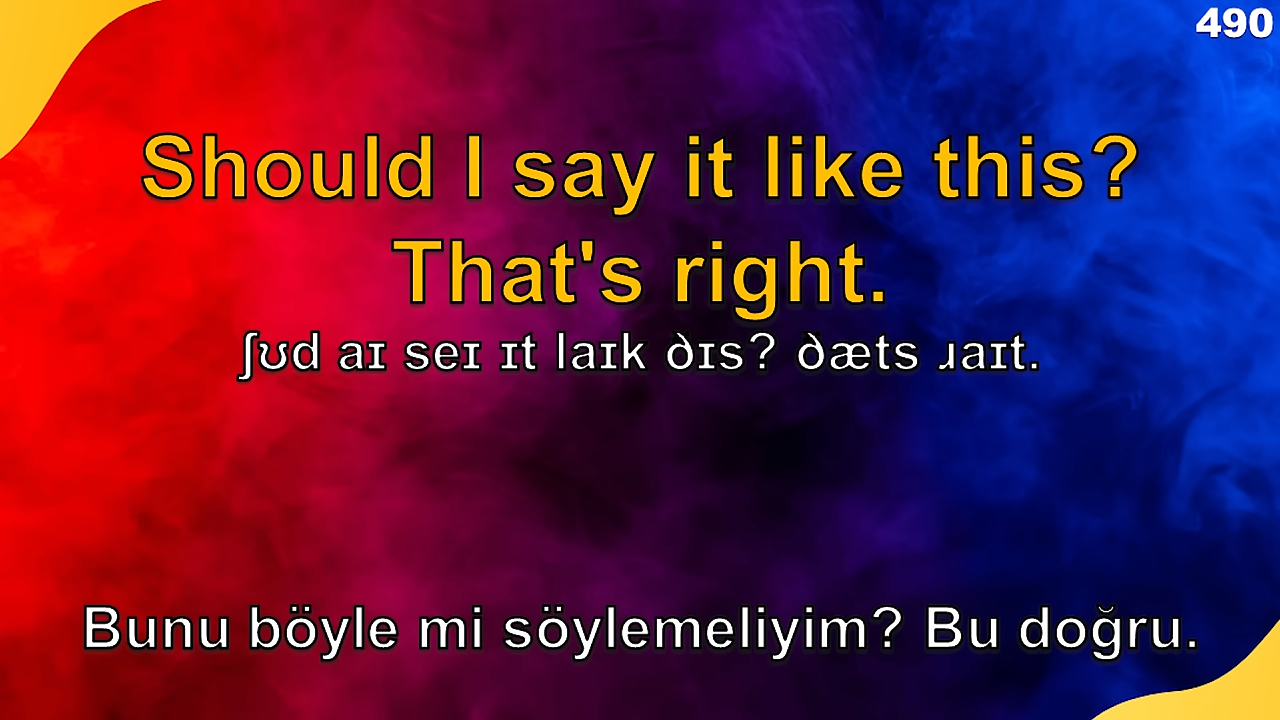 490
Should I say it like this?
That's right.
ʃʊd aɪ seɪ ɪt laɪk ðɪs? ðæts ɹaɪt.
Bunu böyle mi söylemeliyim? Bu doğru.